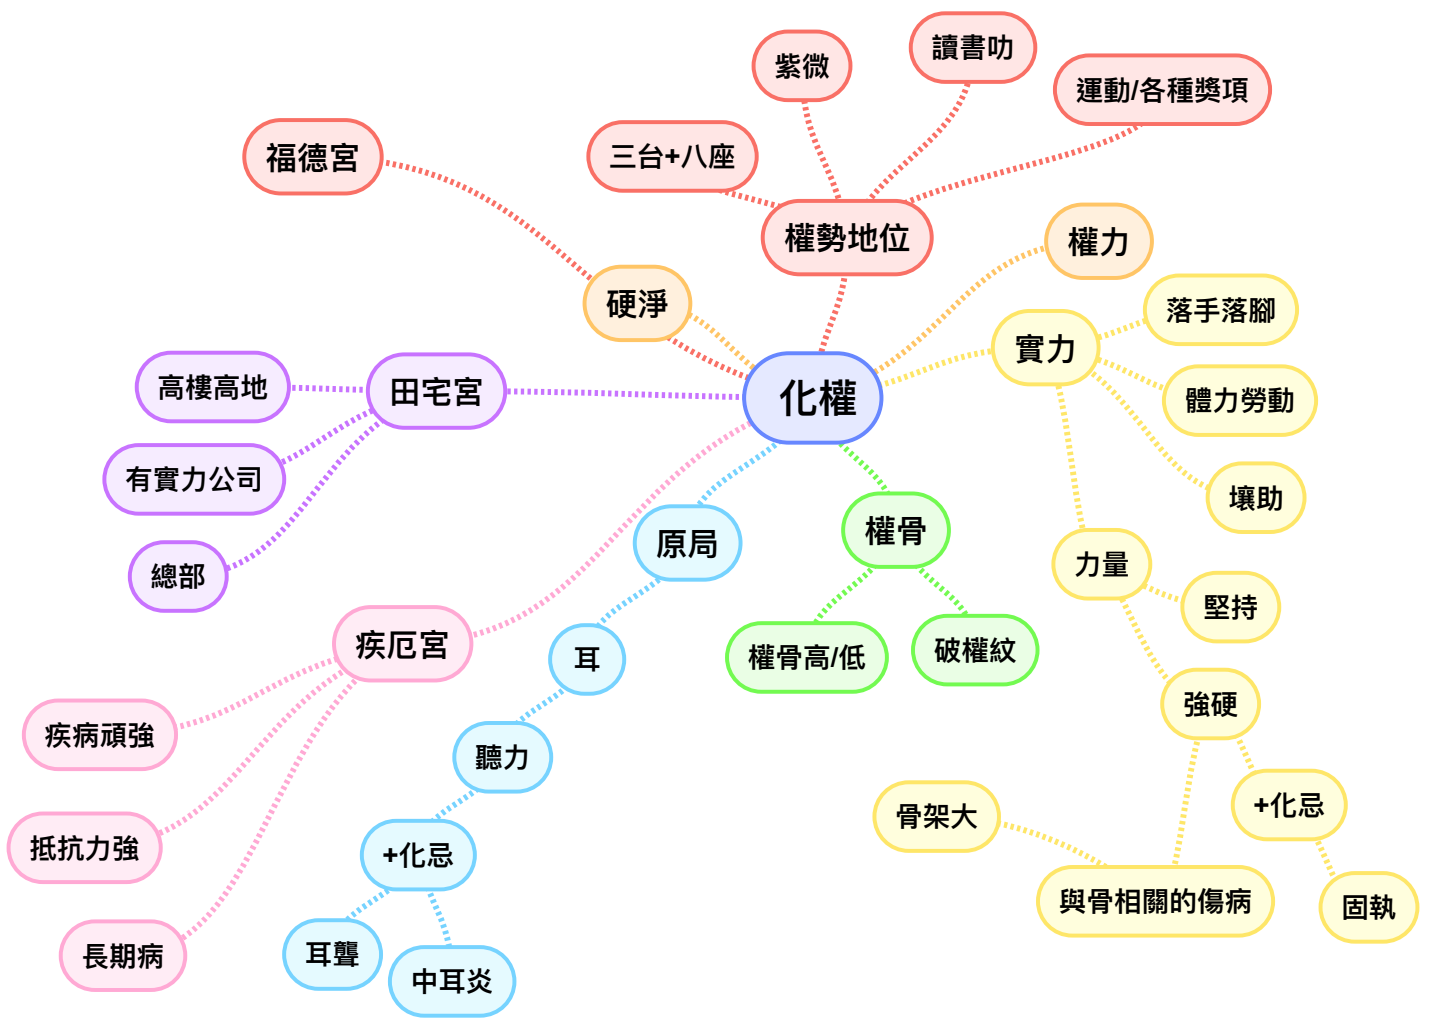 化權
權勢地位
三台+八座
紫微
讀書叻
運動/各種獎項
權力
實力
落手落腳
體力勞動
壤助
力量
堅持
強硬
+化忌
固執
與骨相關的傷病
骨架大
權骨
權骨高/低
破權紋
原局
耳
聽力
+化忌
耳聾
中耳炎
疾厄宮
疾病頑強
抵抗力強
長期病
田宅宮
高樓高地
有實力公司
總部
硬淨
福德宮